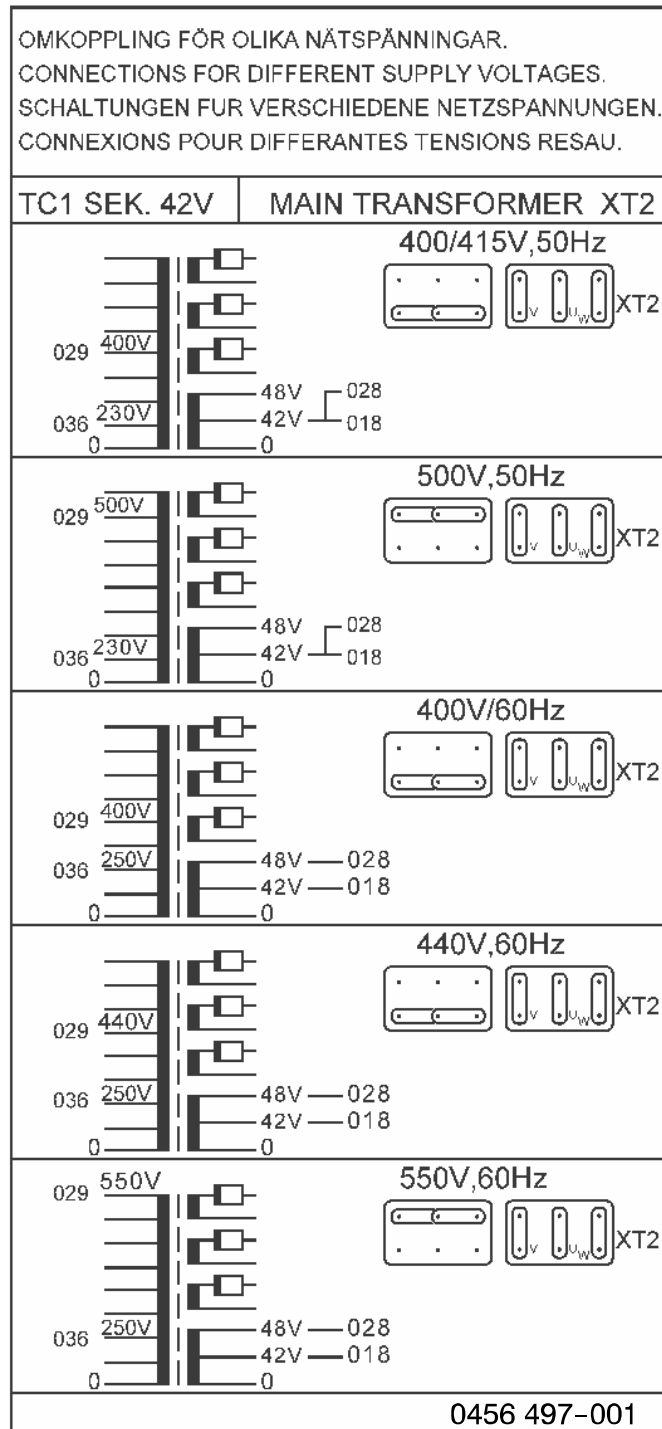 OMKOPPLING FÖR OLIKA NÄTSPÄNNINGAR.
CONNECTIONS FOR DIFFERENT SUPPLY VOLTAGES.
SCHALTUNGEN FUR VERSCHIEDENE NETZSPANNUNGEN.
CONNEXIONS POUR DIFFERANTES TENSIONS RESAU.
TC1 SEK. 42V MAIN TRANSFORMER XT2
400/415V,50Hz
V U W XT2
029 400V
48V 028
036 230V 42V 018
0 0
500V,50Hz
029 500V
V U W XT2
48V 028
036 230V 42V 018
0 0
400V/60Hz
V U W XT2
029 400V
036 250V 48V 028
42V 018
0 0
440V,60Hz
V U W XT2
029 440V
036 250V 48V 028
42V 018
0 0
550V,60Hz
029 550V
V U W XT2
036 250V 48V 028
42V 018
0 0
0456 497-001